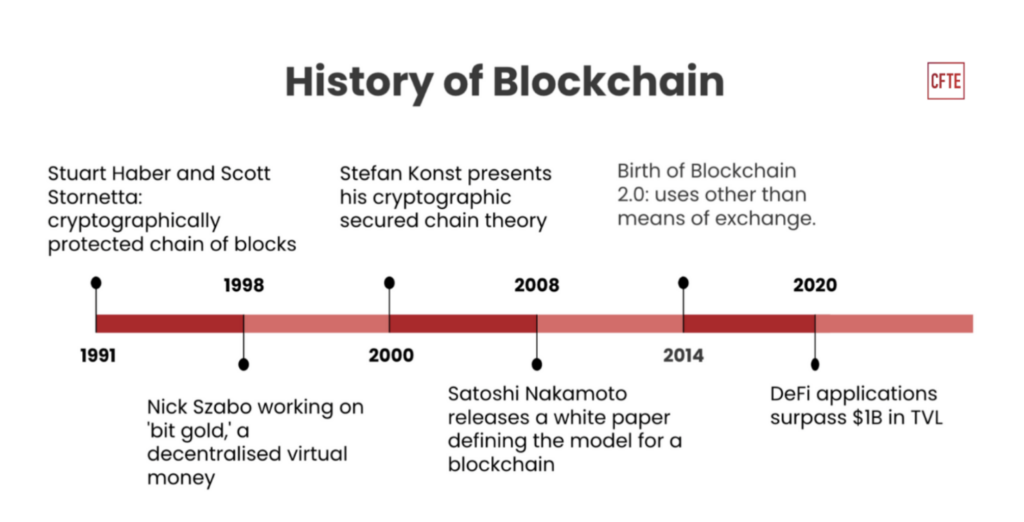 History of Blockchain
CFTE
Stuart Haber and Scott
Stornetta:
cryptographically
protected chain of blocks
Stefan Konst presents
his cryptographic
secured chain theory
Birth of Blockchain
2.0: uses other than
means of exchange.
1998
2008
2020
1991
2000
2014
Nick Szabo working on
'bit gold,' a
decentralised virtual
money
Satoshi Nakamoto
releases a white paper
defining the model for a
blockchain
DeFi applications
surpass $1B in TVL